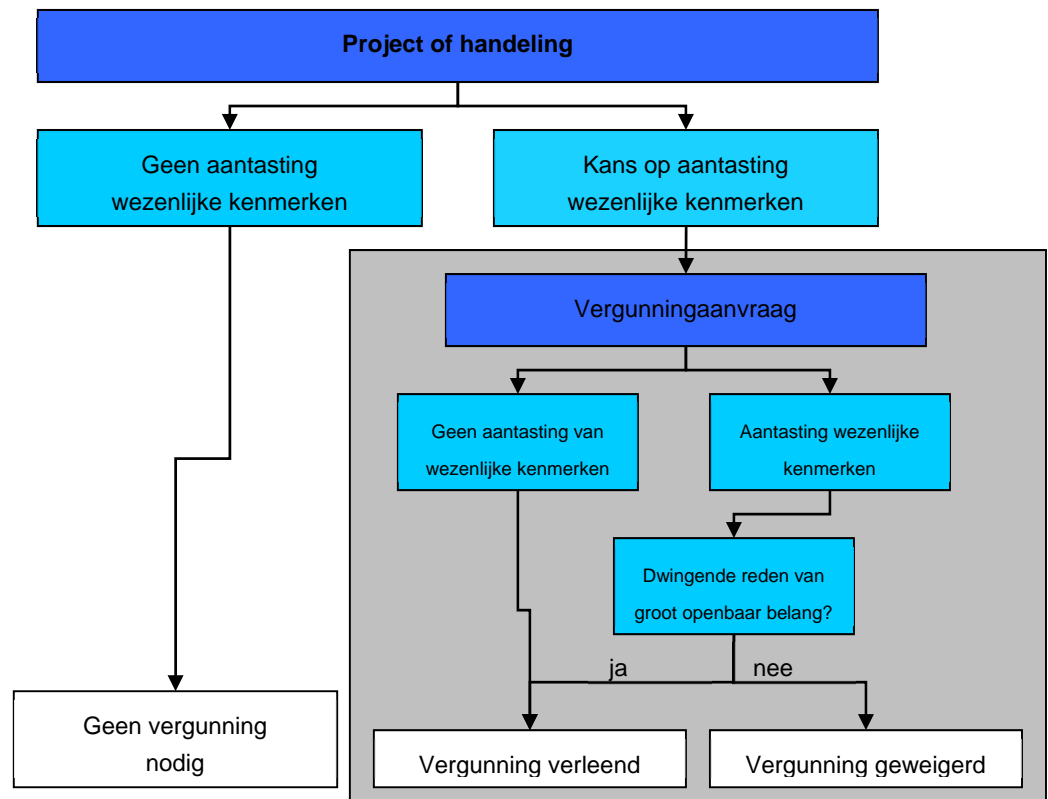 Project of handeling
Geen aantasting
wezenlijke kenmerken
Kans op aantasting
wezenlijke kenmerken
Vergunningaanvraag
Geen aantasting van
wezenlijke kenmerken
Aantasting wezenlijke
kenmerken
Dwingende reden van
groot openbaar belang?
ja
nee
Geen vergunning
nodig
Vergunning verleend
Vergunning geweigerd